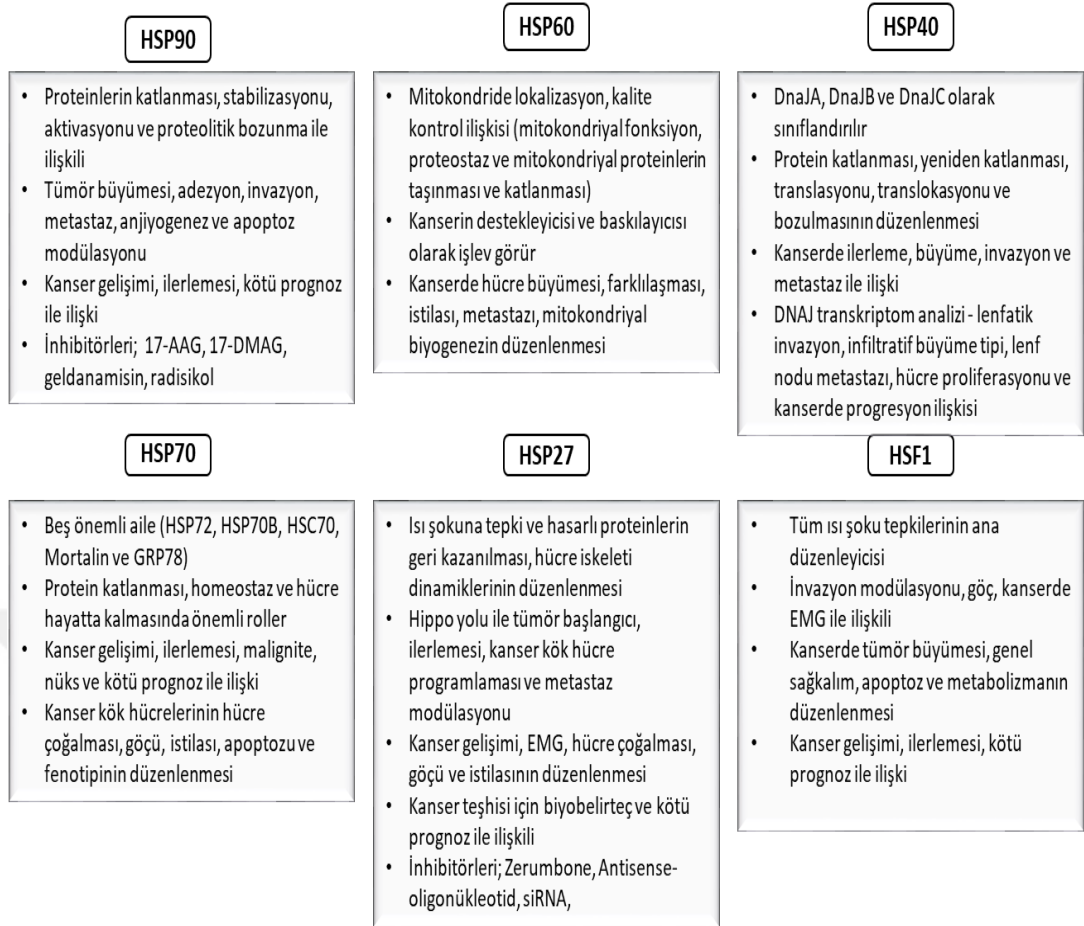 HSP90
• Proteinlerin katlanması, stabilizasyonu,
aktivasyonu ve proteolitik bozunma ile
ilişkili
• Tümör büyümesi, adezyon, invazyon,
metastaz, anjiyogenez ve apoptoz
modülasyonu
• Kanser gelişimi, ilerlemesi, kötü prognoz
ile ilişki
• İnhibitörleri; 17-AAG, 17-DMAG,
geldanamisin, radisikol
HSP60
• Mitokondride lokalizasyon, kalite
kontrol ilişkisi (mitokondriyal fonksiyon,
proteostaz ve mitokondriyal proteinlerin
taşınması ve katlanması)
• Kanserin destekleyicisi ve baskılayıcısı
olarak işlev görür
• Kanserde hücre büyümesi, farklılaşması,
istilası, metastazı, mitokondriyal
biyogenezin düzenlenmesi
HSP40
• DnaJA, DnaJB ve DnaJC olarak
sınıflandırılır
• Protein katlanması, yeniden katlanması,
translasyonu, translokasyonu ve
bozulmasının düzenlenmesi
• Kanserde ilerleme, büyüme, invazyon ve
metastaz ile ilişki
• DNAJ transkriptom analizi - lenfatik
invazyon, infiltratif büyüme tipi, lenf
nodu metastazı, hücre proliferasyonu ve
kanserde progresyon ilişkisi
HSP70
• Beş önemli aile (HSP72, HSP70B, HSC70,
Mortalin ve GRP78)
• Protein katlanması, homeostaz ve hücre
hayatta kalmasında önemli roller
• Kanser gelişimi, ilerlemesi, malignite,
nüks ve kötü prognoz ile ilişki
• Kanser kök hücrelerinin hücre
çoğalması, göçü, istilası, apoptozu ve
fenotipinin düzenlenmesi
HSP27
• Isı şokuna tepki ve hasarlı proteinlerin
geri kazanılması, hücre iskeleti
dinamiklerinin düzenlenmesi
• Hippo yolu ile tümör başlangıcı,
ilerlemesi, kanser kök hücre
programlaması ve metastaz
modülasyonu
• Kanser gelişimi, EMG, hücre çoğalması,
göçü ve istilasının düzenlenmesi
• Kanser teşhisi için biyobelirteç ve kötü
prognoz ile ilişkili
• İnhibitörleri; Zerumbone, Antisense-
oligonükleotid, siRNA,
HSF1
• Tüm ısı şoku tepkilerinin ana
düzenleyicisi
• İnvazyon modülasyonu, göç, kanserde
EMG ile ilişkili
• Kanserde tümör büyümesi, genel
sağkalım, apoptoz ve metabolizmanın
düzenlenmesi
• Kanser gelişimi, ilerlemesi, kötü
prognoz ile ilişki